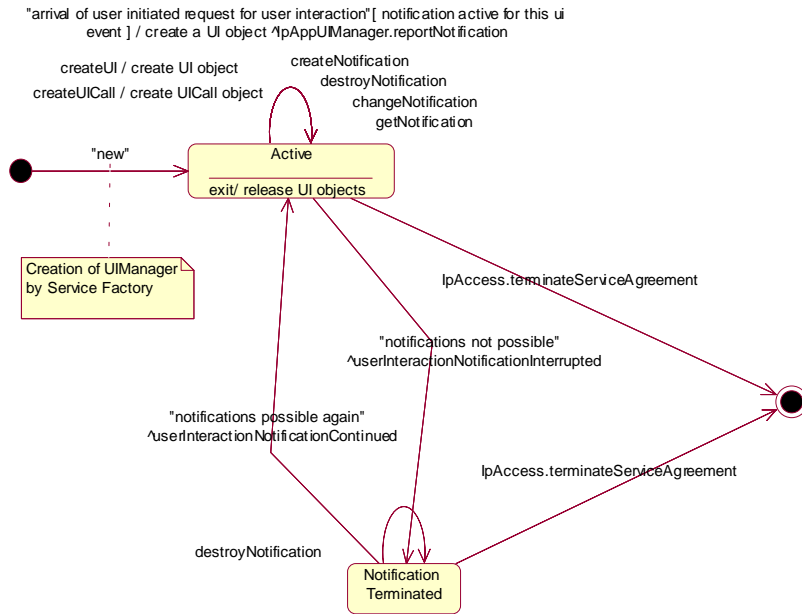 "arrival of user initiated request for user interaction"[ notification active for this ui
event ] / create a UI object ^IpAppUIManager.reportNotification
createUI / create UI object
createUICall / create UICall object
createNotification
destroyNotification
changeNotification
getNotification
"new"
Active
exit/ release UI objects
Creation of UIManager
by Service Factory
IpAccess.terminateServiceAgreement
"notifications not possible"
^userInteractionNotificationInterrupted
"notifications possible again"
^userInteractionNotificationContinued
IpAccess.terminateServiceAgreement
destroyNotification
Notification
Terminated